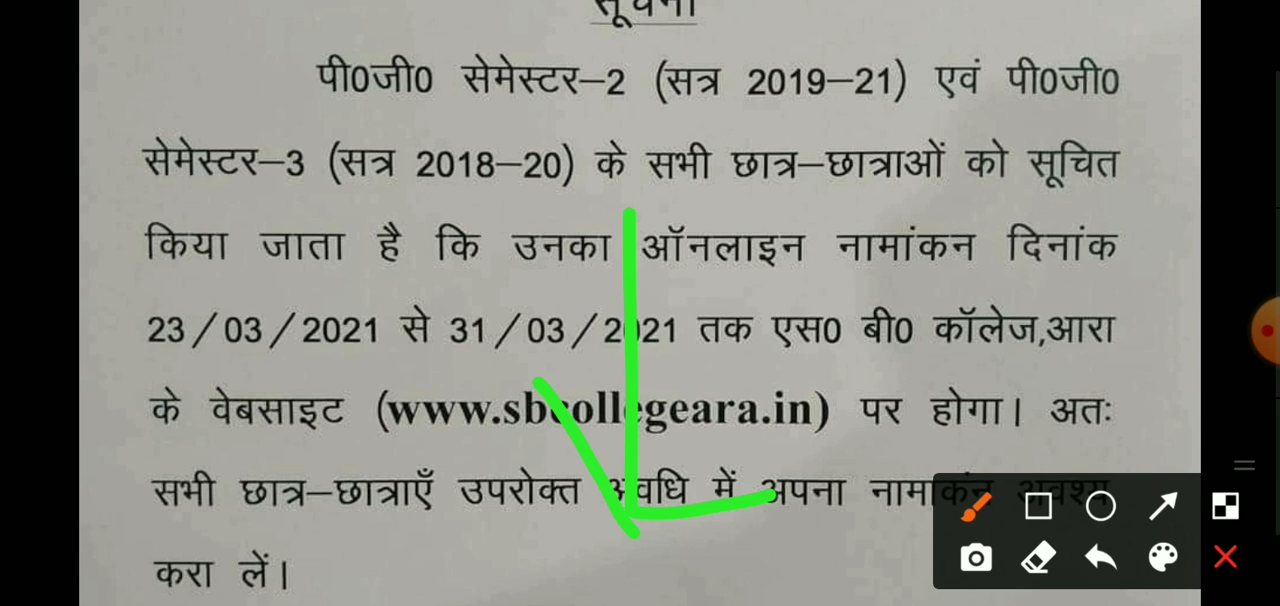 सूचना
पी0जी0 सेमेस्टर–2 (सत्र 2019–21) एवं पी0जी0
सेमेस्टर–3 (सत्र 2018–20) के सभी छात्र–छात्राओं को सूचित
किया जाता है कि उनका ऑनलाइन नामांकन दिनांक
23/03/2021 से 31/03/2021 तक एस0 बी0 कॉलेज,आरा
के वेबसाइट (www.sbcollegeara.in) पर होगा। अतः
सभी छात्र–छात्राएँ उपरोक्त अवधि में अपना नामाकंन अवश्य
करा लें।